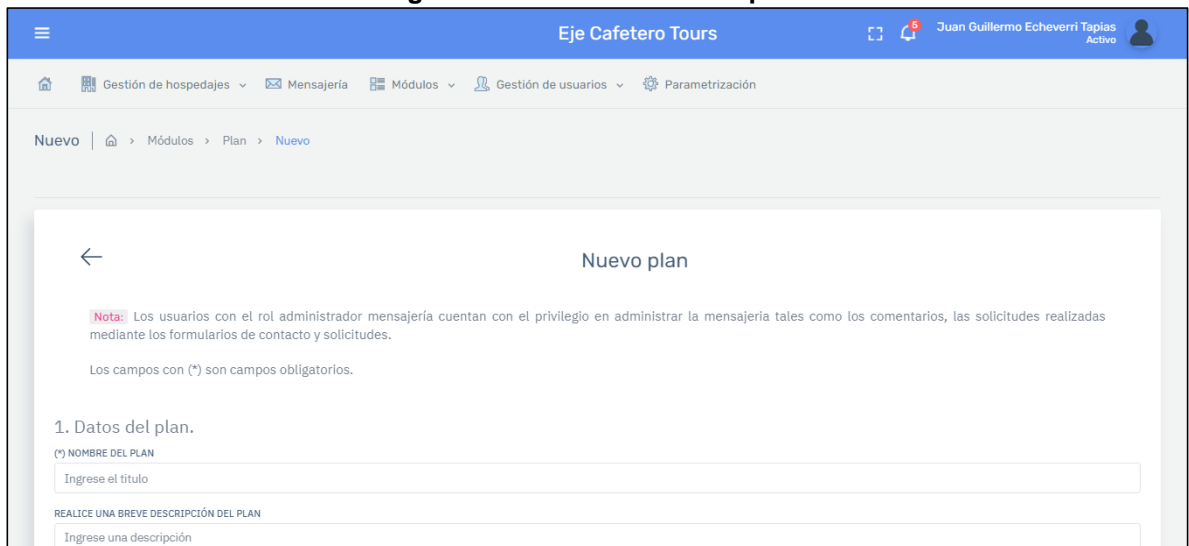 Eje Cafetero Tours
5
Juan Guillermo Echeverri Tapias
Activo
Gestión de hospedajes Mensajería Módulos Gestión de usuarios Parametrización
Nuevo > Módulos > Plan > Nuevo
Nuevo plan
Nota: Los usuarios con el rol administrador mensajería cuentan con el privilegio en administrar la mensajeria tales como los comentarios, las solicitudes realizadas
mediante los formularios de contacto y solicitudes.
Los campos con (*) son campos obligatorios.
1. Datos del plan.
(*) NOMBRE DEL PLAN
Ingrese el título
REALICE UNA BREVE DESCRIPCIÓN DEL PLAN
Ingrese una descripción